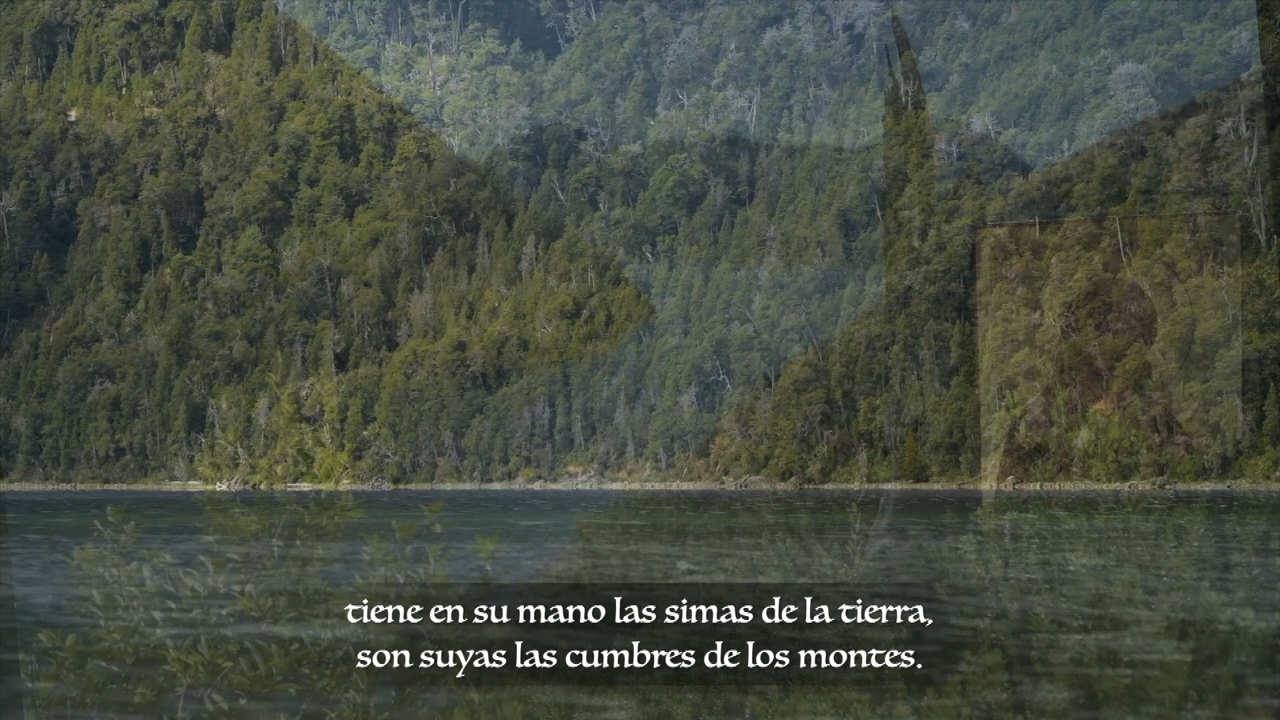 tiene en su mano las simas de la tierra,
son suyas las cumbres de los montes.